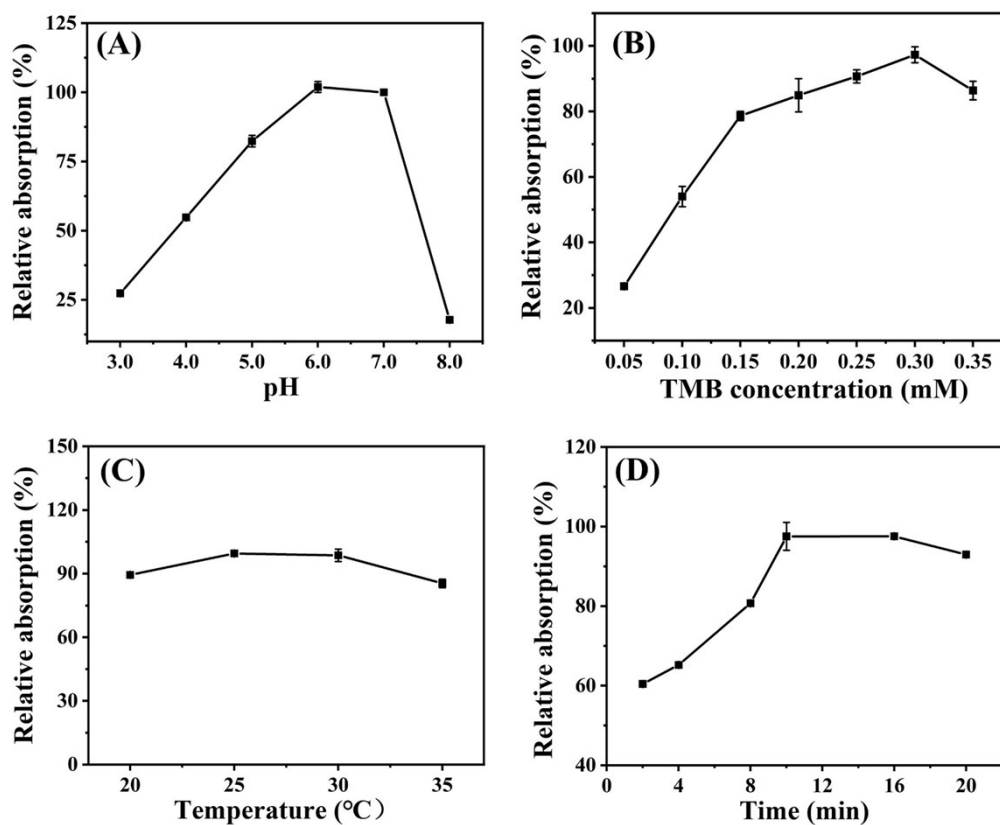 (A)
Relative absorption (%)
125
100
75
50
25
3.0 4.0 5.0 6.0 7.0 8.0
pH
(B)
Relative absorption (%)
100
80
60
40
20
0.05 0.10 0.15 0.20 0.25 0.30 0.35
TMB concentration (mM)
(C)
Relative absorption (%)
150
120
90
60
30
0
20 25 30 35
Temperature (℃）
(D)
Relative absorption (%)
120
100
80
60
40
0 4 8 12 16 20
Time (min)